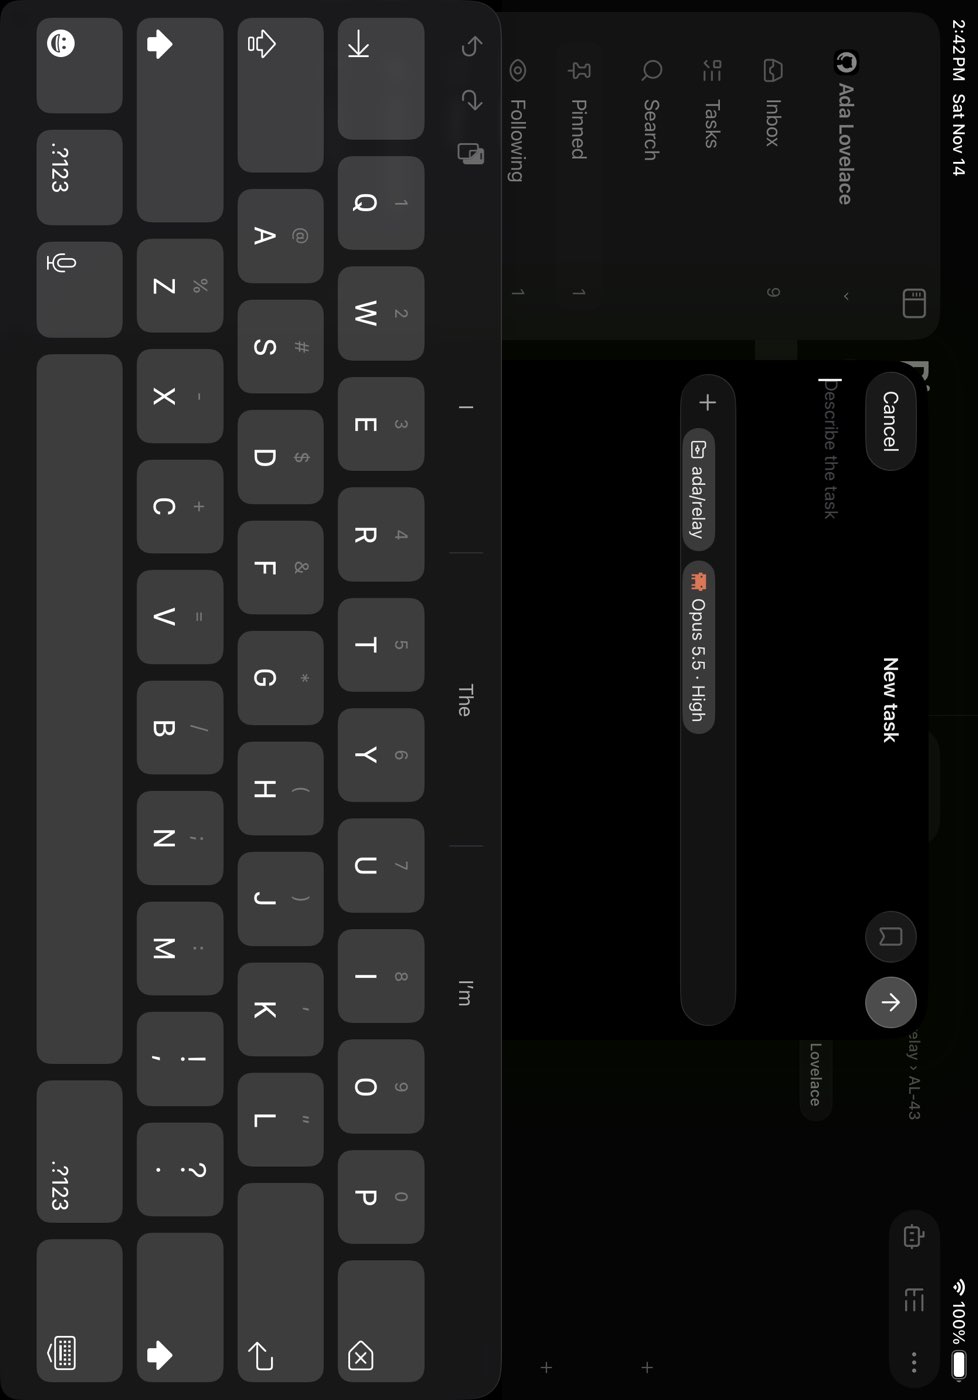 2:42 PM Sat Nov 14
100%
elay › AL-43
Cancel
New task
Ada Lovelace
Describe the task
Lovelace
Inbox
9
ada/relay
Opus 5.5 · High
Tasks
Search
Pinned
1
Following
1
I
The
I'm
1 2 3 4 5 6 7 8 9 0
Q W E R T Y U I O P
@ # $ & * ( ) ' "
A S D F G H J K L
% - + = / ; : ! ?
Z X C V B N M , .
.?123
.?123